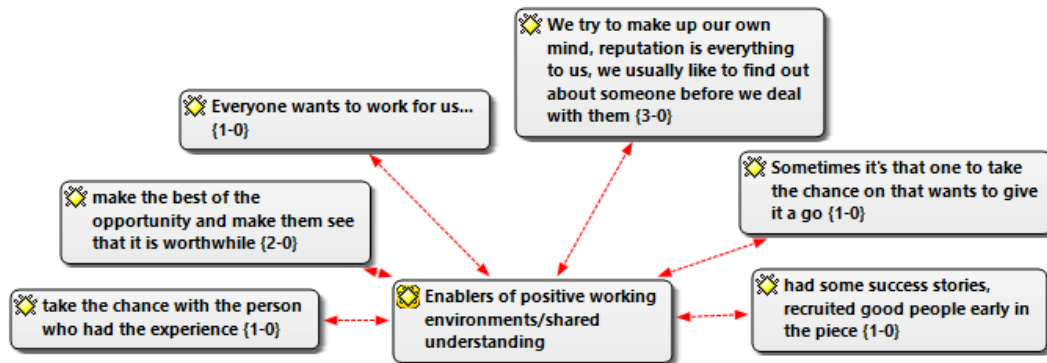 We try to make up our own
mind, reputation is everything
to us, we usually like to find out
about someone before we deal
with them {3-0}
Everyone wants to work for us...
{1-0}
Sometimes it's that one to take
the chance on that wants to give
it a go {1-0}
make the best of the
opportunity and make them see
that it is worthwhile {2-0}
take the chance with the person
who had the experience {1-0}
Enablers of positive working
environments/shared
understanding
had some success stories,
recruited good people early in
the piece {1-0}